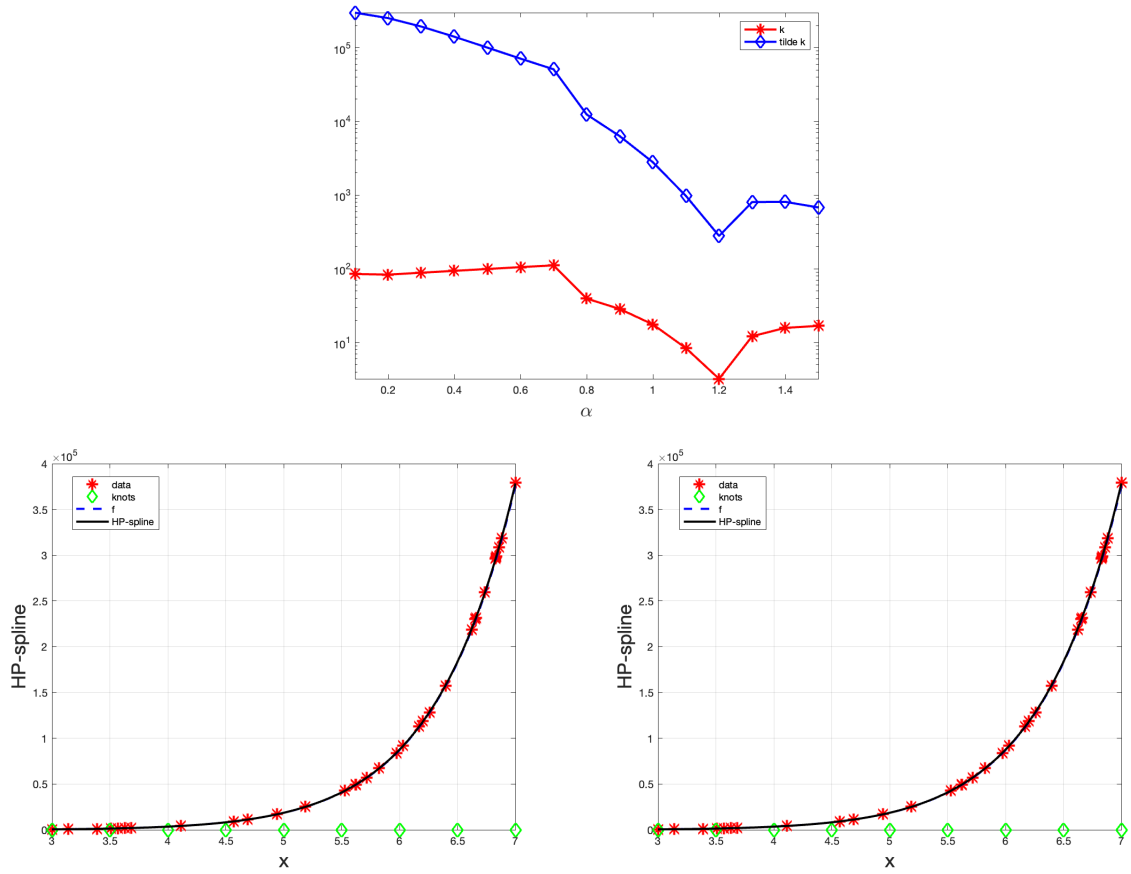 k
tilde k
10^5
10^4
10^3
10^2
10^1
0.2 0.4 0.6 0.8 1 1.2 1.4
α
×10^5
data
knots
f
HP-spline
4
3.5
3
2.5
2
1.5
1
0.5
0
HP-spline
3 3.5 4 4.5 5 5.5 6 6.5 7
x
×10^5
data
knots
f
HP-spline
4
3.5
3
2.5
2
1.5
1
0.5
0
HP-spline
3 3.5 4 4.5 5 5.5 6 6.5 7
x